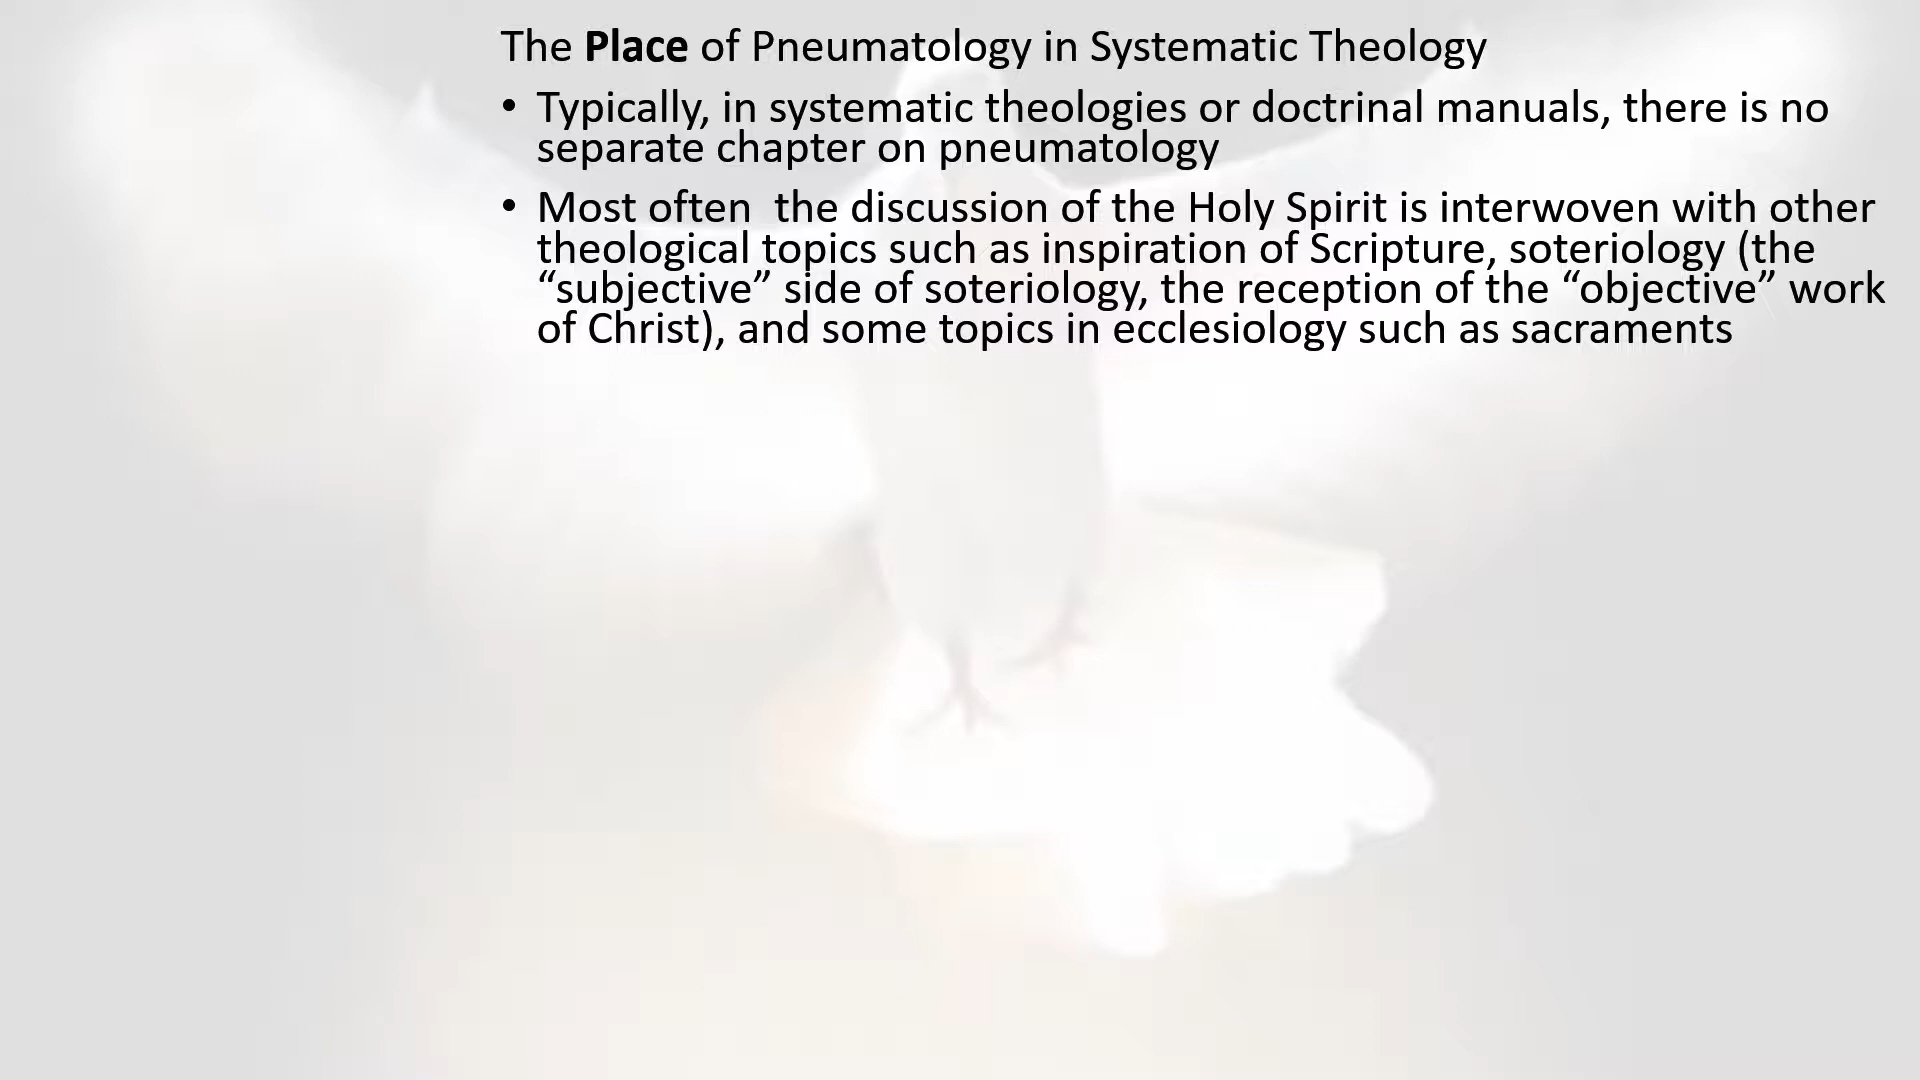 The Place of Pneumatology in Systematic Theology
• Typically, in systematic theologies or doctrinal manuals, there is no
separate chapter on pneumatology
• Most often  the discussion of the Holy Spirit is interwoven with other
theological topics such as inspiration of Scripture, soteriology (the
“subjective” side of soteriology, the reception of the “objective” work
of Christ), and some topics in ecclesiology such as sacraments